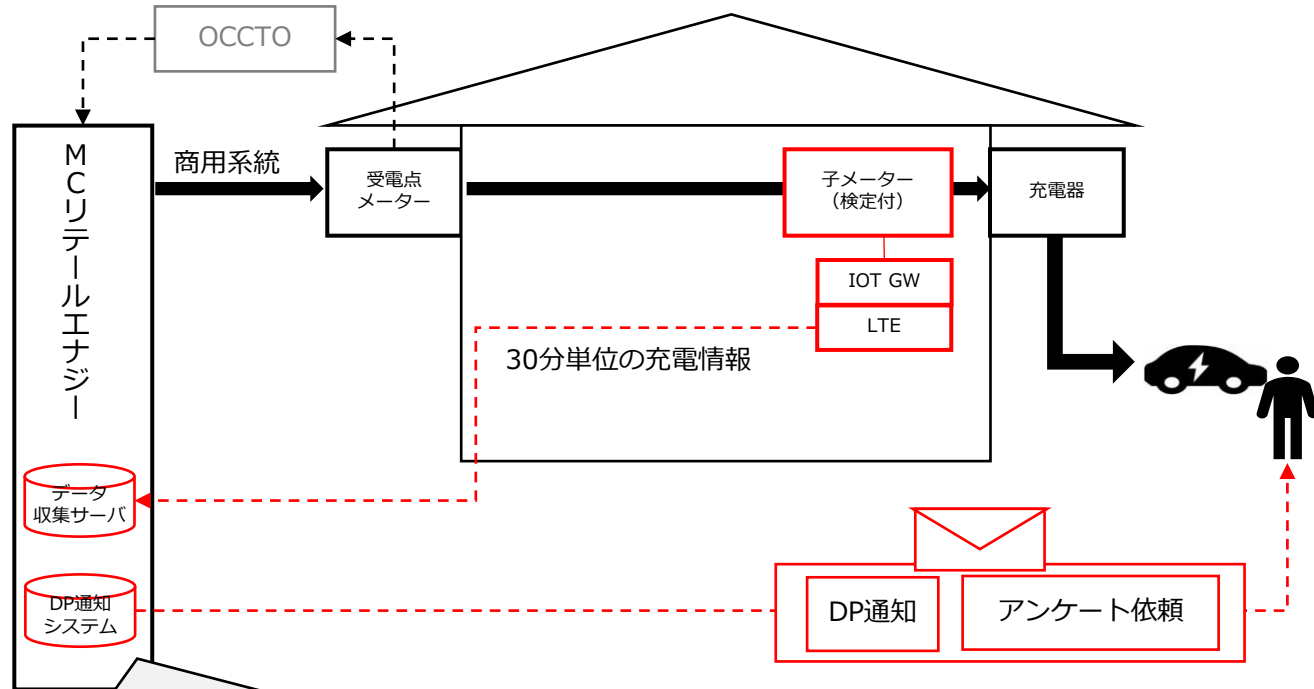 OCCTO
MCリテールエナジー
商用系統
受電点
メーター
子メーター
（検定付）
充電器
IOT GW
LTE
30分単位の充電情報
データ
収集サーバ
DP通知
システム
DP通知
アンケート依頼